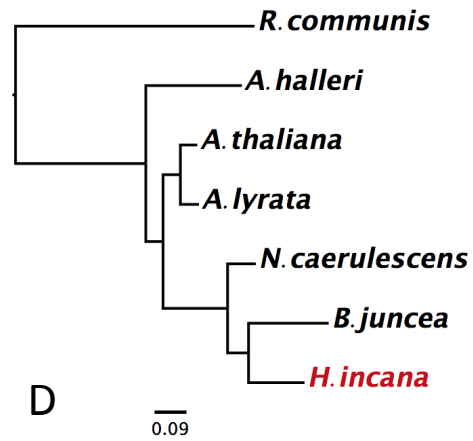 R. communis
A. halleri
A. thaliana
A. lyrata
N. caerulescens
B. juncea
H. incana
D
0.09